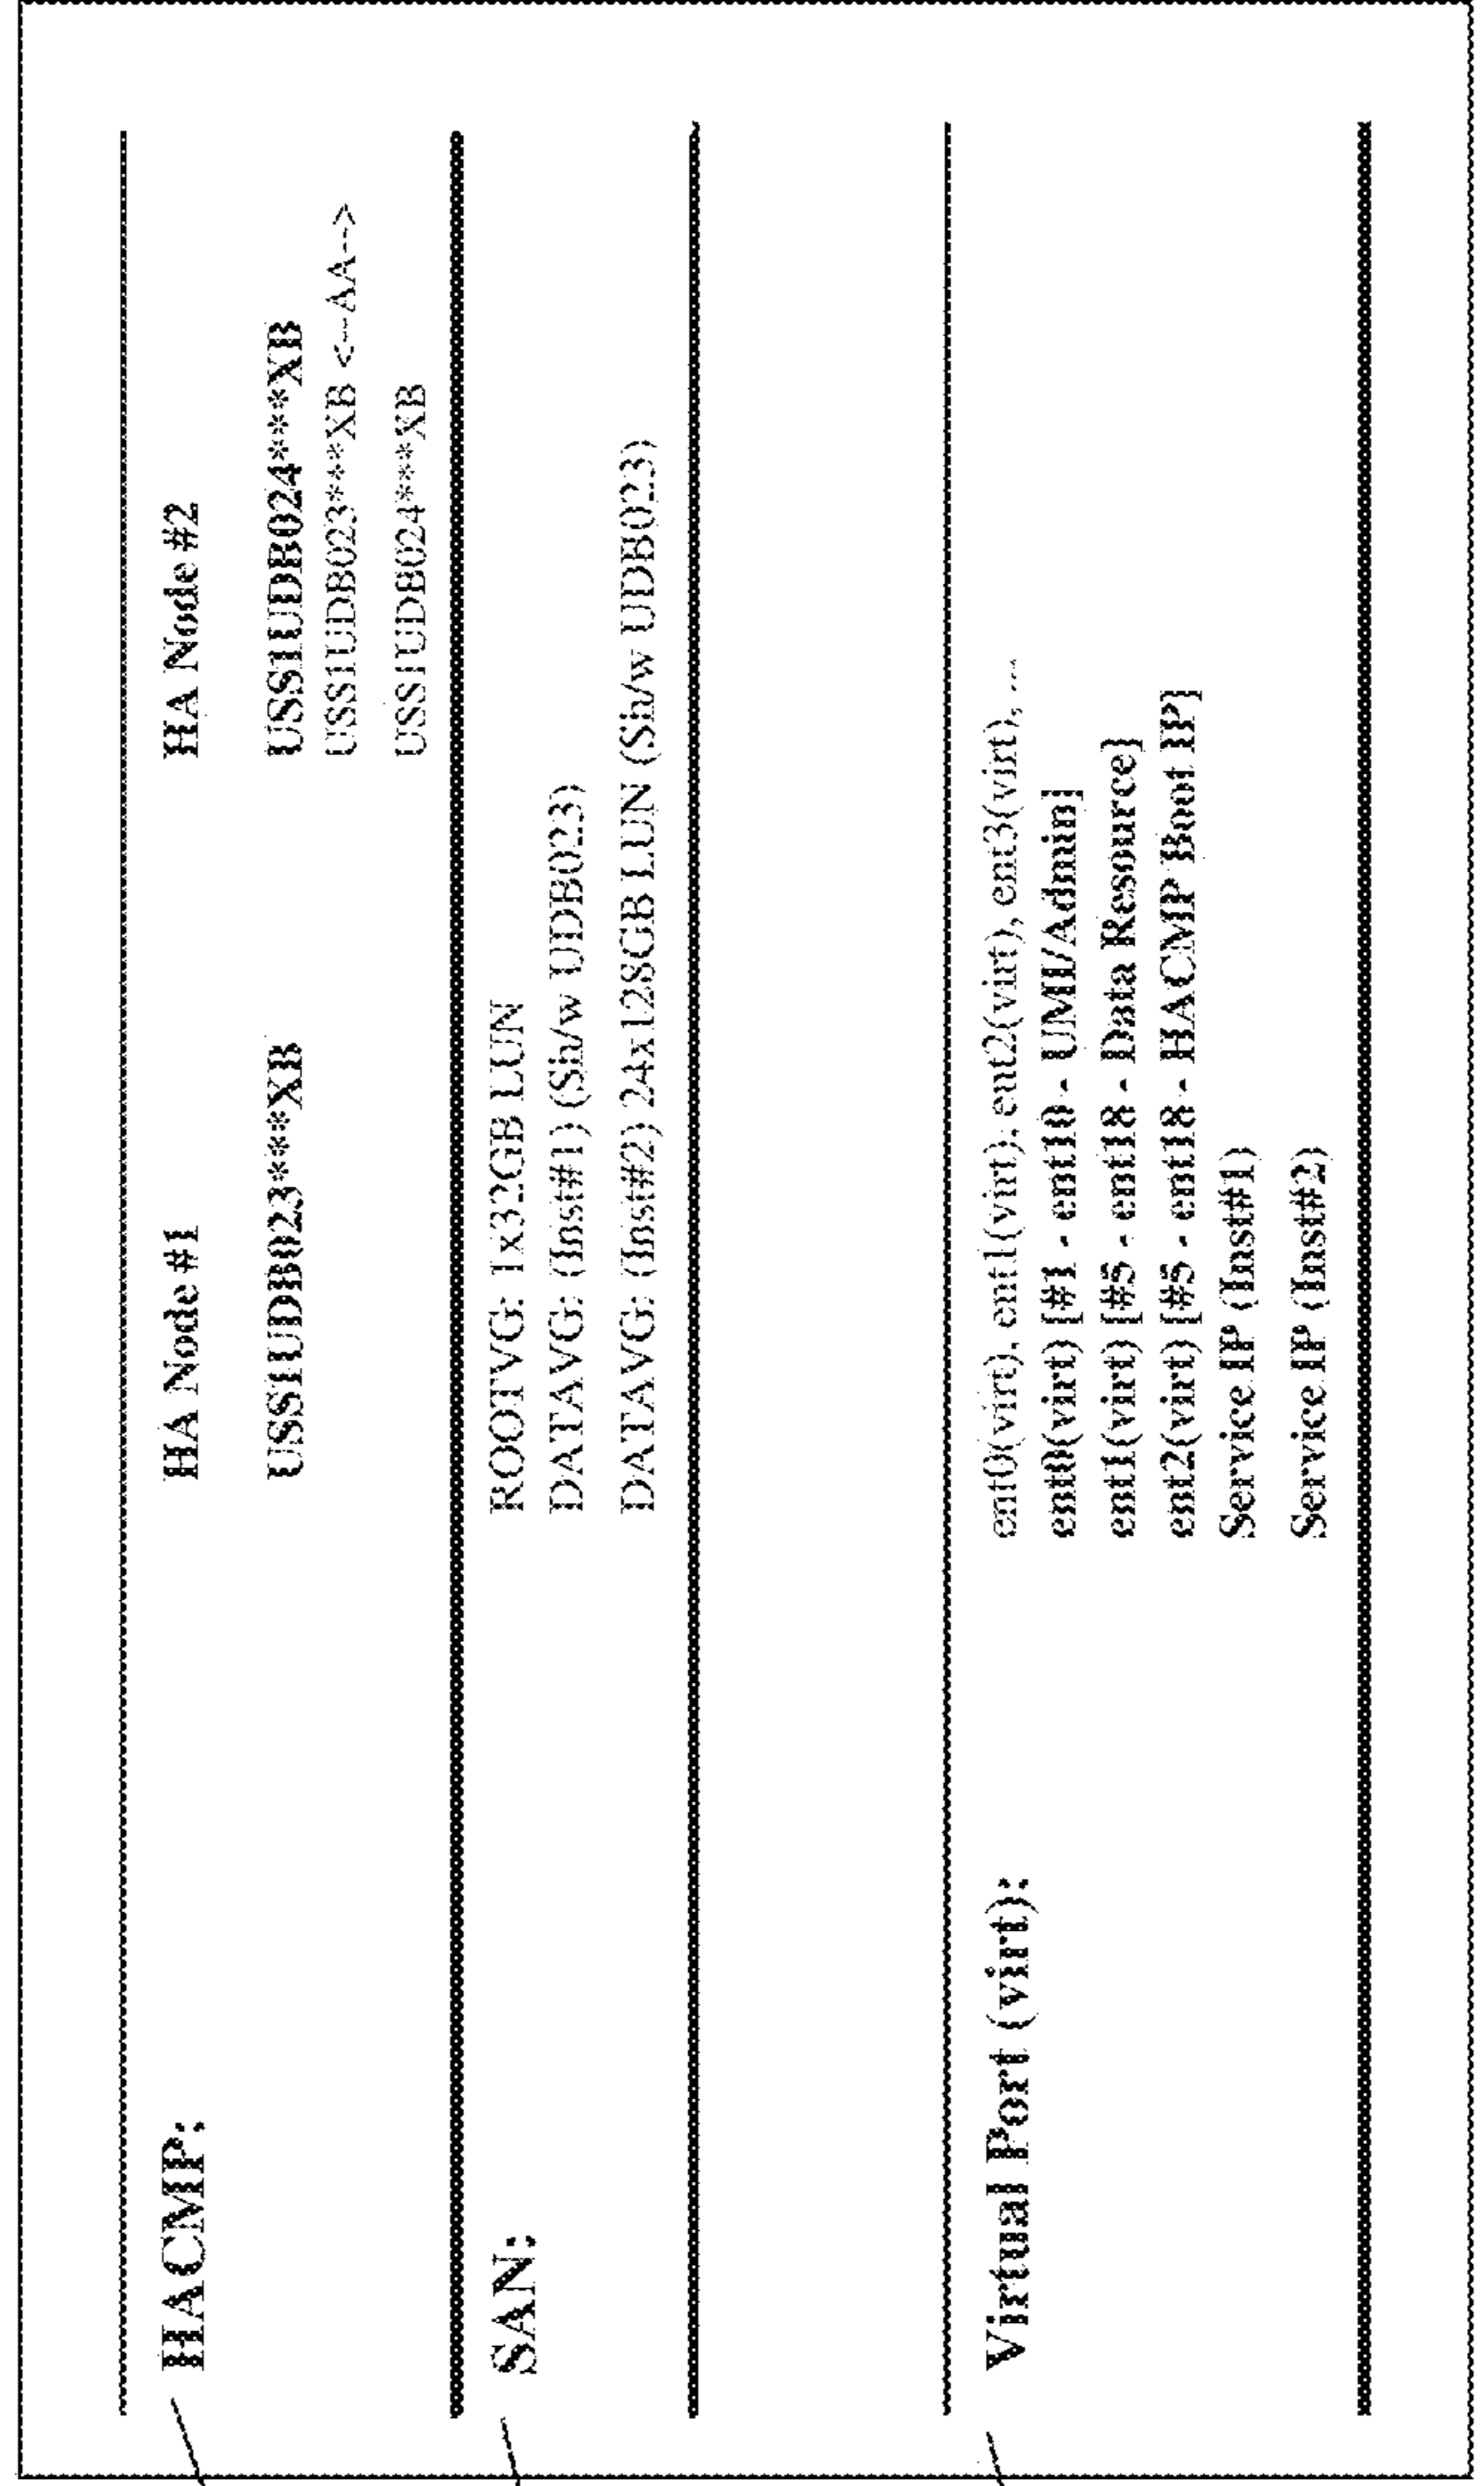 HACMP: HA Node #1 HA Node #2
USS1UDB023***XB USS1UDB024***XB
USS1UDB023***XB <--AA-->
USS1UDB024***XB
SAN: ROOTVG: 1x32GB LUN
DATAVG: (Inst#1) (Sh/w UDB023)
DATAVG: (Inst#2) 24x128GB LUN (Sh/w UDB023)
Virtual Port (virt): ent0(virt), ent1(virt), ent2(virt), ent3(virt), ...
ent0(virt) [#1 - ent10 - UMI/Admin]
ent1(virt) [#5 - ent18 - Data Resource]
ent2(virt) [#5 - ent18 - HACMP Boot IP]
Service IP (Inst#1)
Service IP (Inst#2)